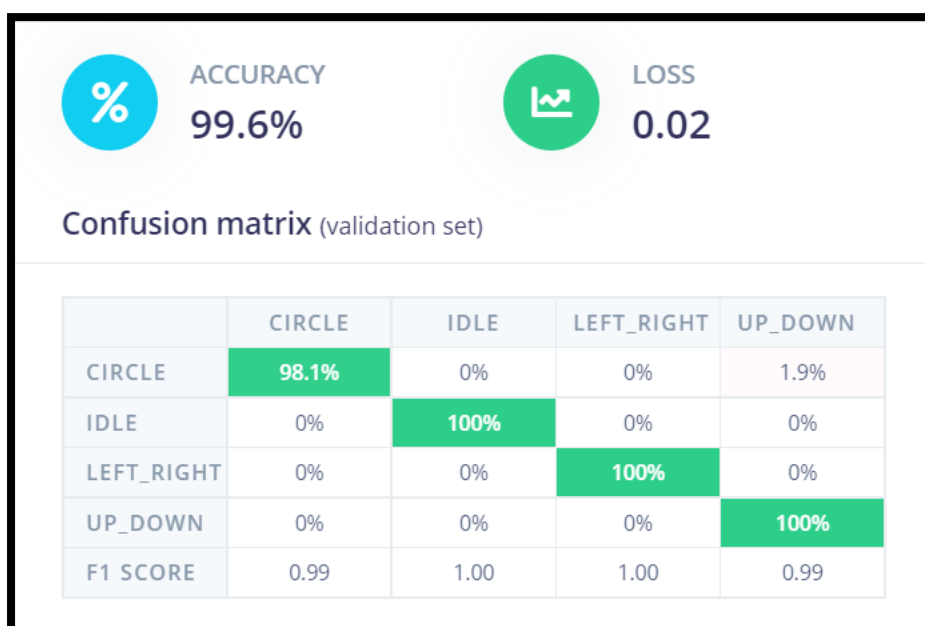 % ACCURACY LOSS
99.6% 0.02
Confusion matrix (validation set)
CIRCLE IDLE LEFT_RIGHT UP_DOWN
CIRCLE 98.1% 0% 0% 1.9%
IDLE 0% 100% 0% 0%
LEFT_RIGHT 0% 0% 100% 0%
UP_DOWN 0% 0% 0% 100%
F1 SCORE 0.99 1.00 1.00 0.99